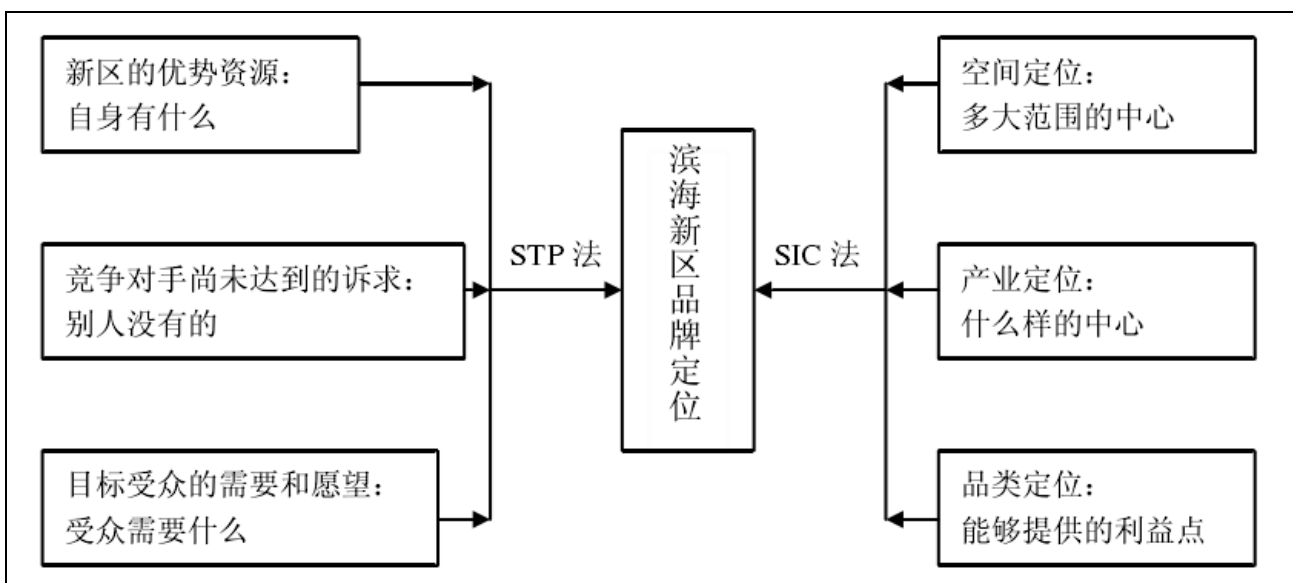 新区的优势资源：
自身有什么
竞争对手尚未达到的诉求：
别人没有的
目标受众的需要和愿望：
受众需要什么
STP 法
滨海新区品牌定位
SIC 法
空间定位：
多大范围的中心
产业定位：
什么样的中心
品类定位：
能够提供的利益点